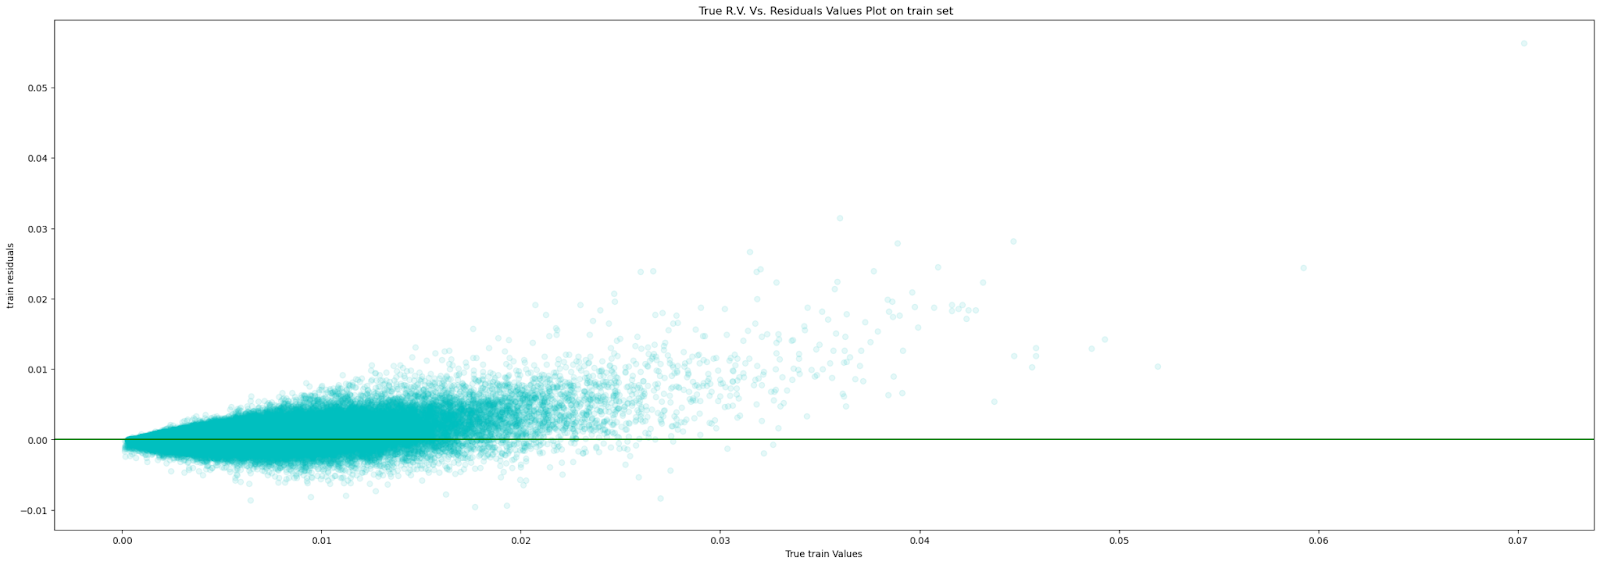 True R.V. Vs. Residuals Values Plot on train set
train residuals
0.05
0.04
0.03
0.02
0.01
0.00
−0.01
0.00 0.01 0.02 0.03 0.04 0.05 0.06 0.07
True train Values